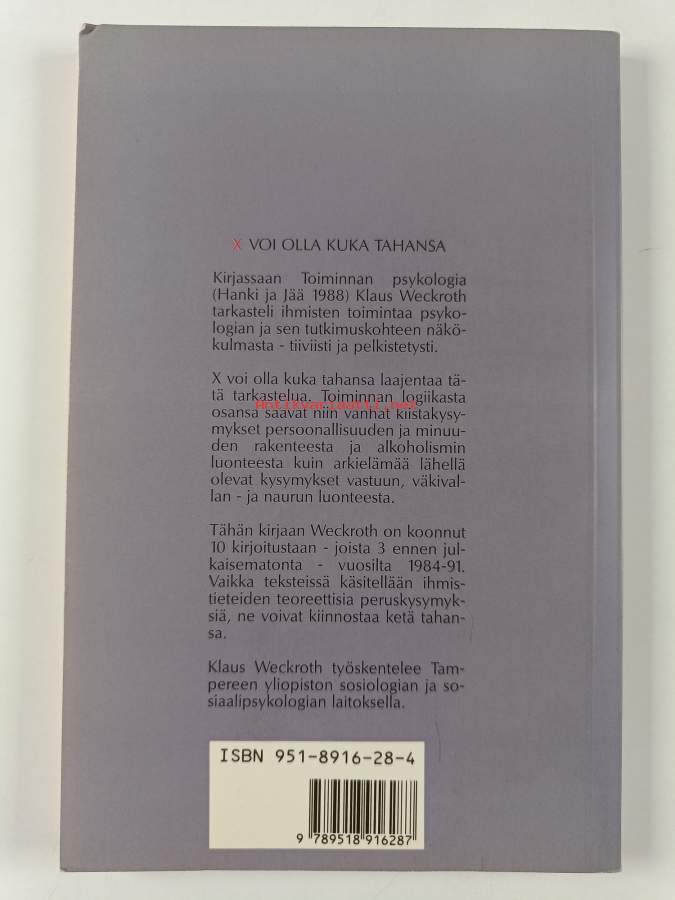 X VOI OLLA KUKA TAHANSA
Kirjassaan Toiminnan psykologia
(Hanki ja Jää 1988) Klaus Weckroth
tarkasteli ihmisten toimintaa psyko-
logian ja sen tutkimuskohteen näkö-
kulmasta - tiiviisti ja pelkistetysti.
X voi olla kuka tahansa laajentaa tä-
tä tarkastelua. Toiminnan logiikasta
Antikvariaatti.net
osansa saavat niin vanhat kiistakysy-
mykset persoonallisuuden ja minuu-
den rakenteesta ja alkoholismin
luonteesta kuin arkielämää lähellä
olevat kysymykset vastuun, väkival-
lan - ja naurun luonteesta.
Tähän kirjaan Weckroth on koonnut
10 kirjoitustaan - joista 3 ennen jul-
kaisematonta - vuosilta 1984-91.
Vaikka teksteissä käsitellään ihmis-
tieteiden teoreettisia peruskysymyk-
siä, ne voivat kiinnostaa ketä tahan-
sa.
Klaus Weckroth työskentelee Tam-
pereen yliopiston sosiologian ja so-
siaalipsykologian laitoksella.
ISBN 951-8916-28-4
9 789518 916287